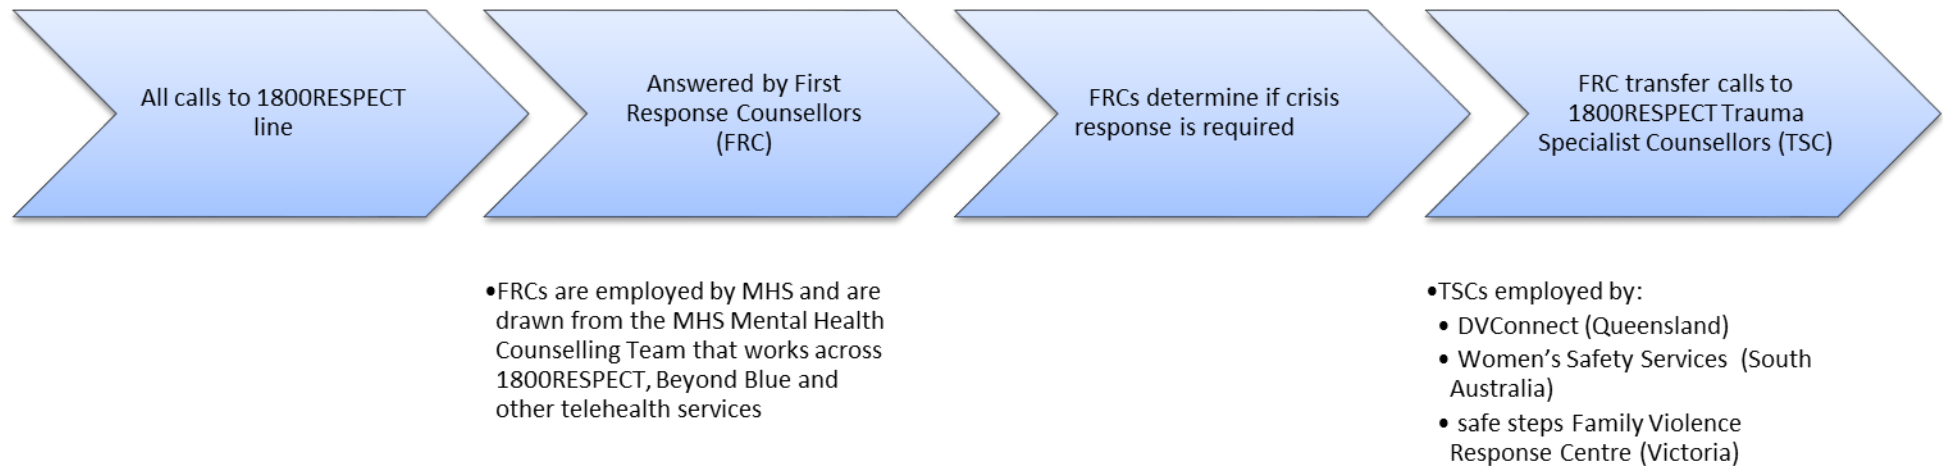 All calls to 1800RESPECT
line
Answered by First
Response Counsellors
(FRC)
FRCs determine if crisis
response is required
FRC transfer calls to
1800RESPECT Trauma
Specialist Counsellors (TSC)
•FRCs are employed by MHS and are
drawn from the MHS Mental Health
Counselling Team that works across
1800RESPECT, Beyond Blue and
other telehealth services
•TSCs employed by:
• DVConnect (Queensland)
• Women’s Safety Services (South
Australia)
• safe steps Family Violence
Response Centre (Victoria)